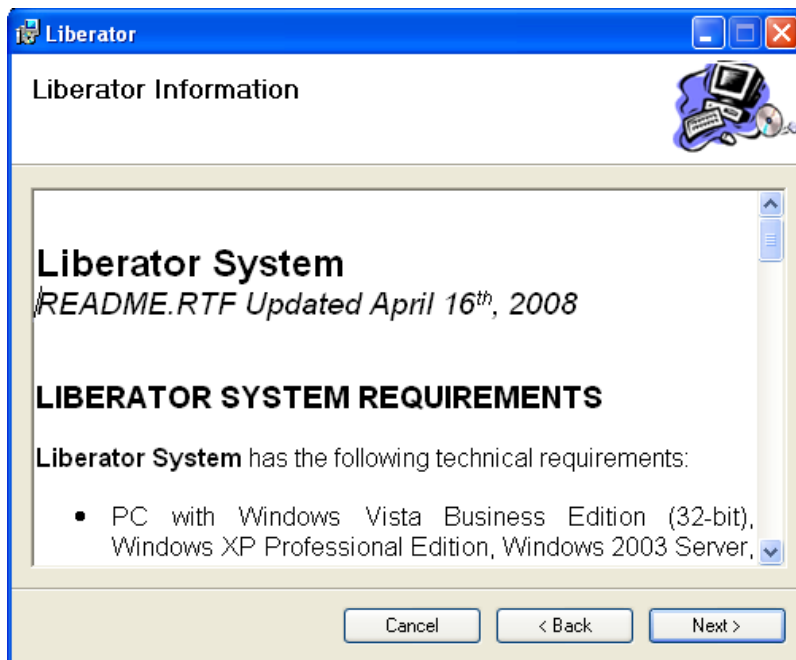 Liberator
Liberator Information
Liberator System
README.RTF Updated April 16th, 2008
LIBERATOR SYSTEM REQUIREMENTS
Liberator System has the following technical requirements:
• PC with Windows Vista Business Edition (32-bit),
Windows XP Professional Edition, Windows 2003 Server,
Cancel
< Back
Next >